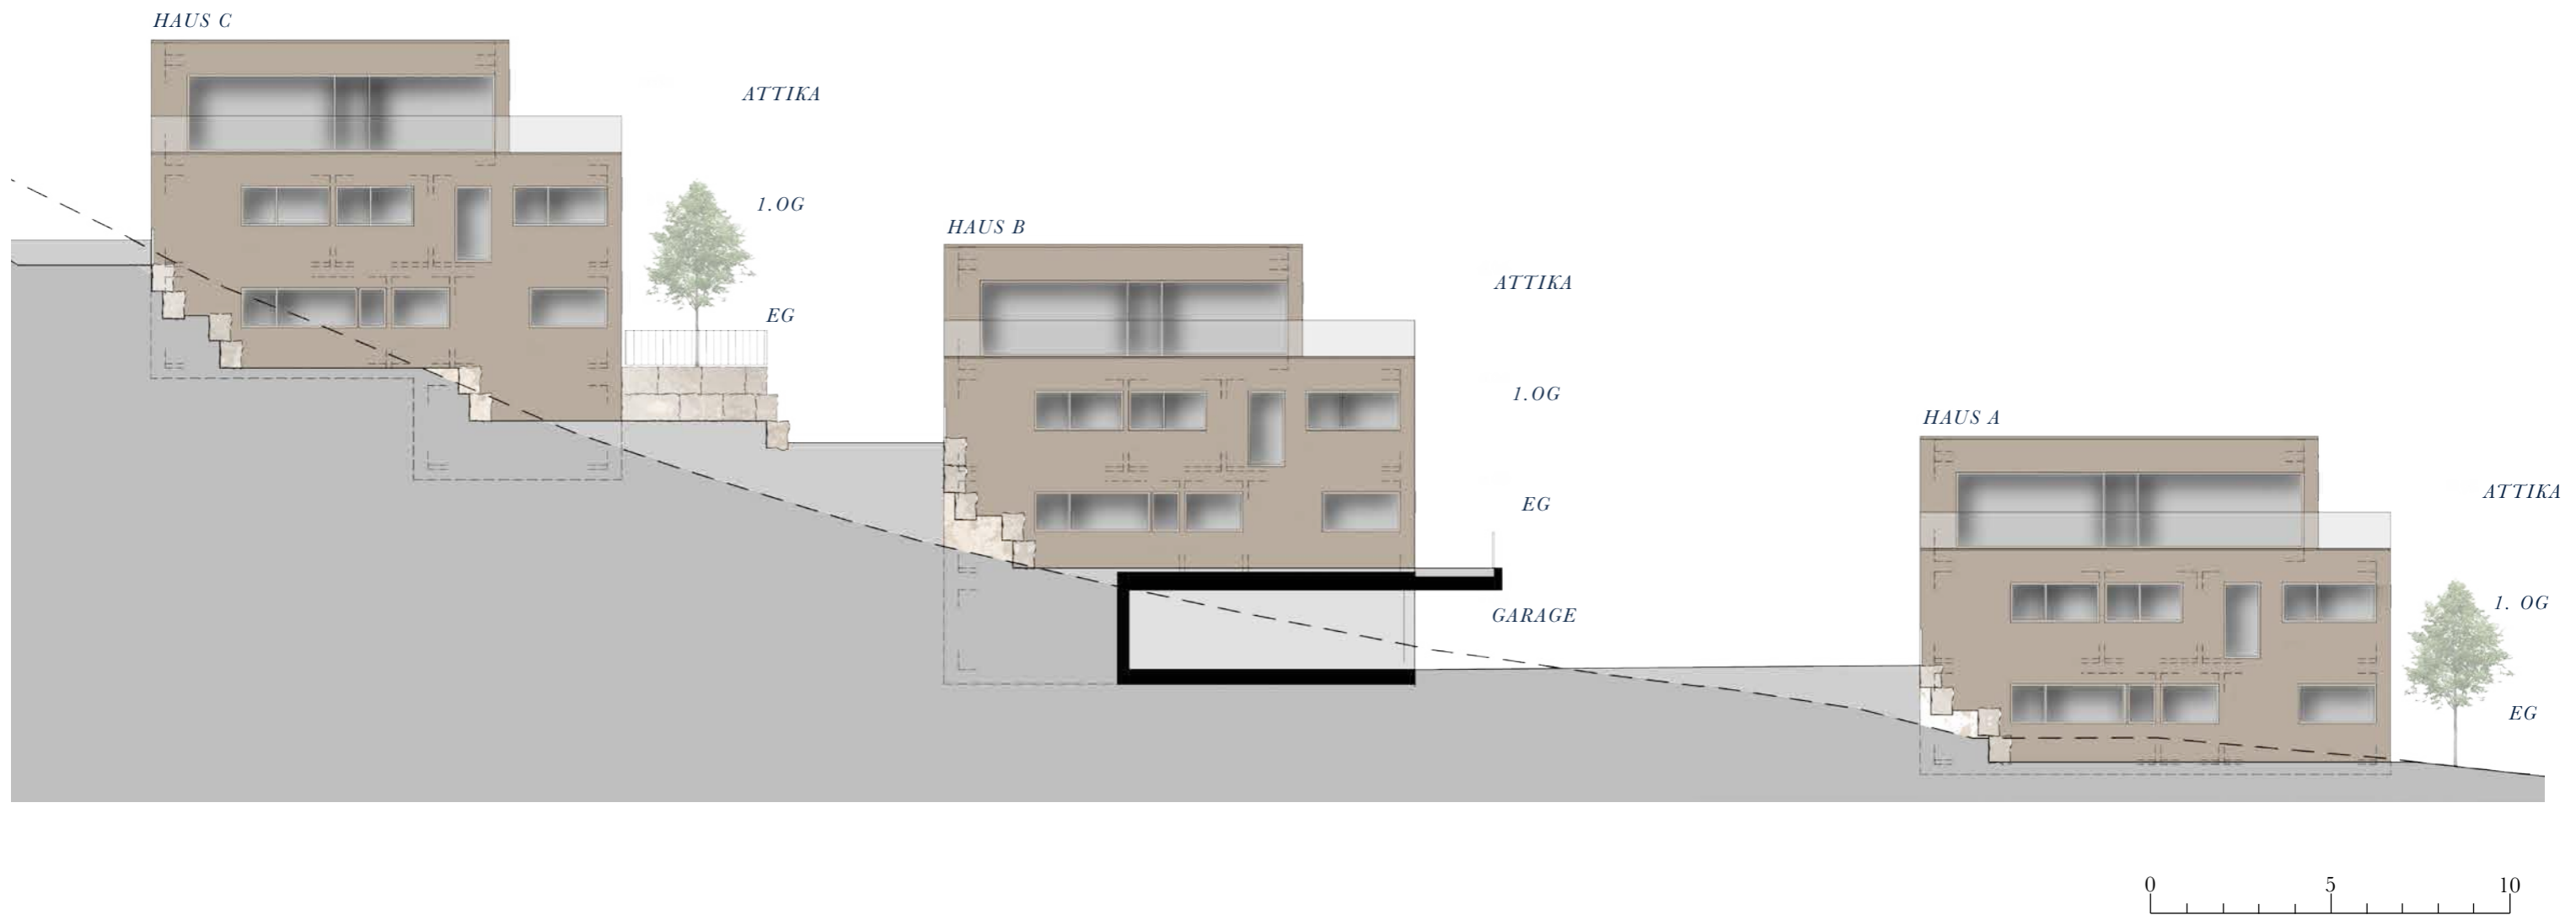 HAUS C
ATTIKA
1.OG
EG
HAUS B
ATTIKA
1.OG
EG
GARAGE
HAUS A
ATTIKA
1. OG
EG
0 5 10